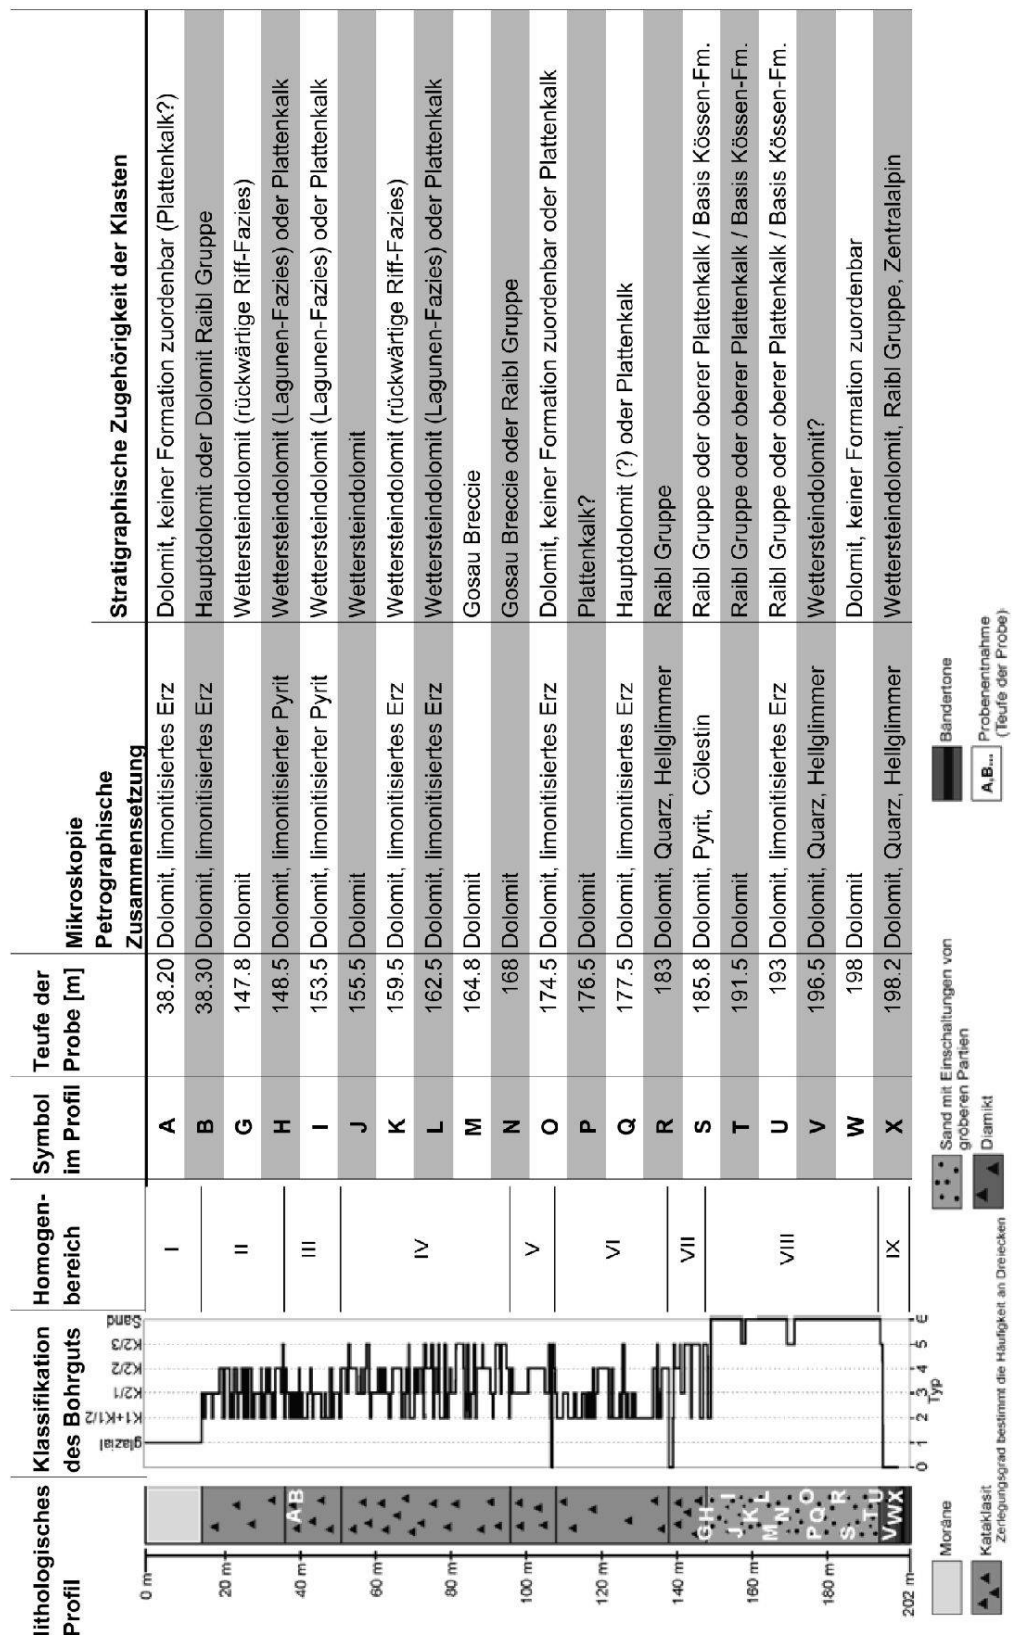 lithologisches Profil
Klassifikation des Bohrguts
Homogen-bereich
Symbol im Profil
Teufe der Probe [m]
Mikroskopie
Petrographische Zusammensetzung
Stratigraphische Zugehörigkeit der Klasten
A 38.20 Dolomit, limonitisiertes Erz Dolomit, keiner Formation zuordenbar (Plattenkalk?)
B 38.30 Dolomit, limonitisiertes Erz Hauptdolomit oder Dolomit Raibl Gruppe
G 147.8 Dolomit Wettersteindolomit (rückwärtige Riff-Fazies)
H 148.5 Dolomit, limonitisierter Pyrit Wettersteindolomit (Lagunen-Fazies) oder Plattenkalk
I 153.5 Dolomit, limonitisierter Pyrit Wettersteindolomit (Lagunen-Fazies) oder Plattenkalk
J 155.5 Dolomit Wettersteindolomit
K 159.5 Dolomit, limonitisiertes Erz Wettersteindolomit (rückwärtige Riff-Fazies)
L 162.5 Dolomit, limonitisiertes Erz Wettersteindolomit (Lagunen-Fazies) oder Plattenkalk
M 164.8 Dolomit Gosau Breccie
N 168 Dolomit Gosau Breccie oder Raibl Gruppe
O 174.5 Dolomit, limonitisiertes Erz Dolomit, keiner Formation zuordenbar oder Plattenkalk
P 176.5 Dolomit Plattenkalk?
Q 177.5 Dolomit, limonitisiertes Erz Hauptdolomit (?) oder Plattenkalk
R 183 Dolomit, Quarz, Hellglimmer Raibl Gruppe
S 185.8 Dolomit, Pyrit, Cölestin Raibl Gruppe oder oberer Plattenkalk / Basis Kössen-Fm.
T 191.5 Dolomit Raibl Gruppe oder oberer Plattenkalk / Basis Kössen-Fm.
U 193 Dolomit, limonitisiertes Erz Raibl Gruppe oder oberer Plattenkalk / Basis Kössen-Fm.
V 196.5 Dolomit, Quarz, Hellglimmer Wettersteindolomit?
W 198 Dolomit Dolomit, keiner Formation zuordenbar
X 198.2 Dolomit, Quarz, Hellglimmer Wettersteindolomit, Raibl Gruppe, Zentralalpin
I
II
III
IV
V
VI
VII
VIII
IX
glazial
K1+K1/2
K2/1
K2/2
K2/3
Sand
0 1 2 3 4 5 6
Typ
AB
GH
I
J
K
L
M
N
O
PQ
R
S
T
U
VWX
0 m
20 m
40 m
60 m
80 m
100 m
120 m
140 m
160 m
180 m
202 m
Moräne
Kataklasit
Zerlegungsgrad bestimmt die Häufigkeit an Dreiecken
Sand mit Einschaltungen von
gröberen Partien
Diamikt
Bändertone
A,B... Probenentnahme
(Teufe der Probe)